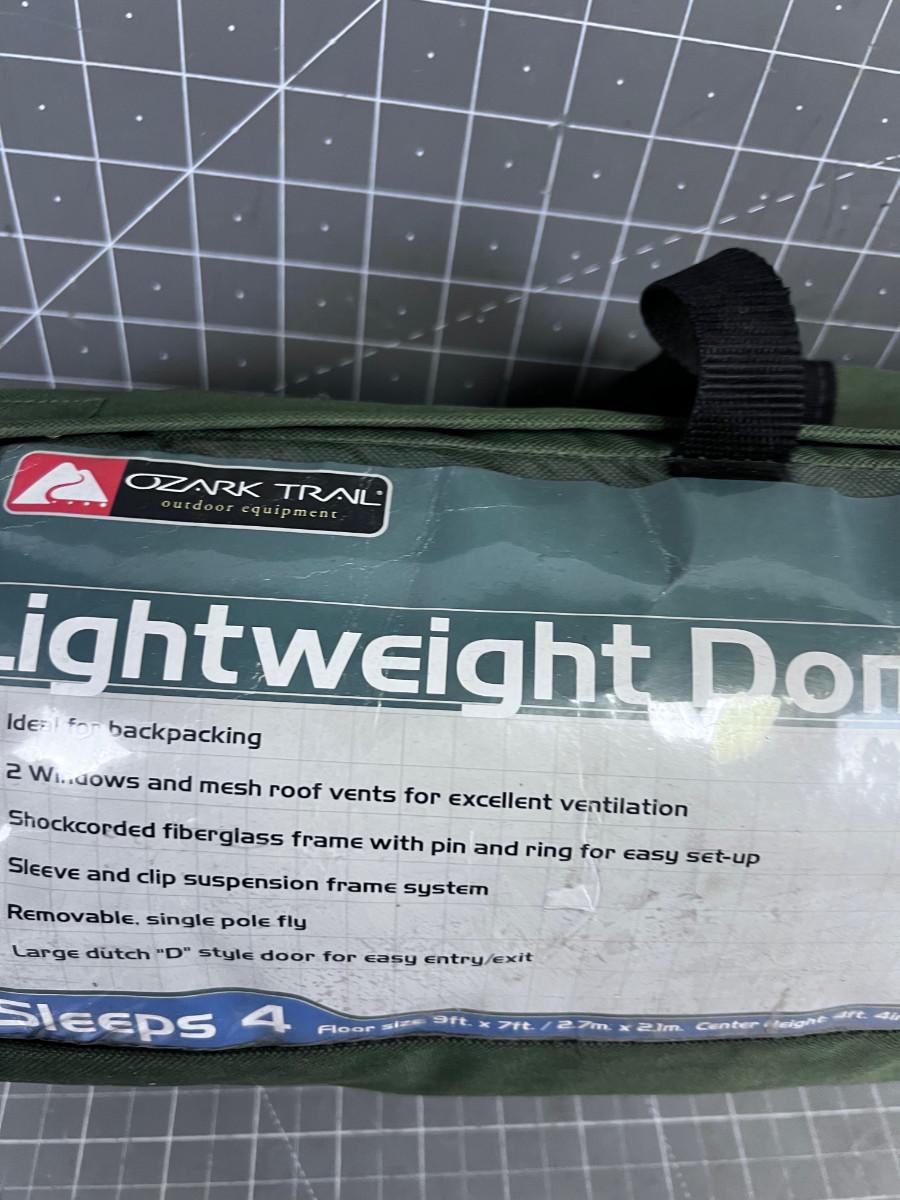 OZARK TRAIL®
outdoor equipment
Lightweight Dom
Ideal for backpacking
2 Windows and mesh roof vents for excellent ventilation
Shockcorded fiberglass frame with pin and ring for easy set-up
Sleeve and clip suspension frame system
Removable, single pole fly
Large dutch "D" style door for easy entry/exit
Sleeps 4
Floor size 9ft. x 7ft. / 2.7m. x 2.1m. Center Height 4ft. 4in